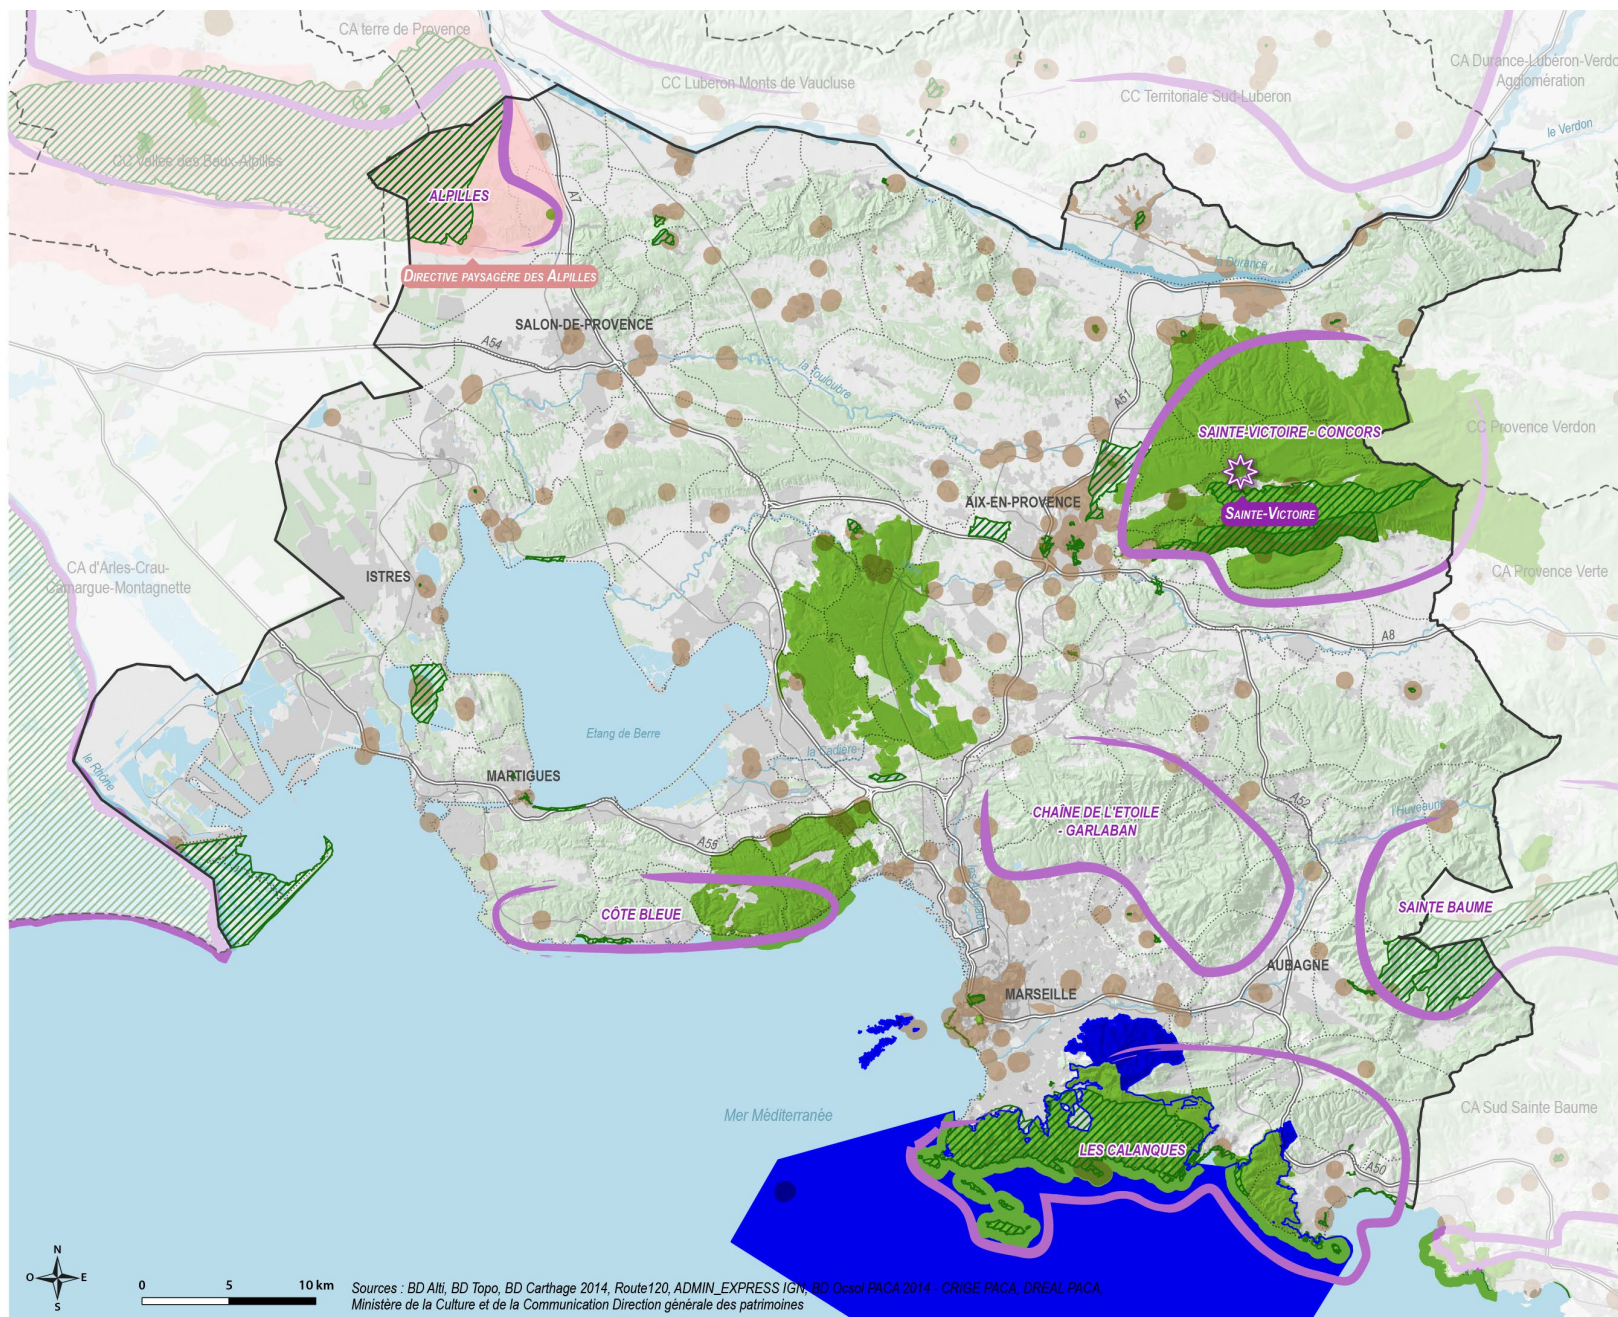 CA terre de Provence
CC Luberon Monts de Vaucluse
CC Territoriale Sud-Luberon
CA Durance-Lubéron-Verdon
Agglomération
le Verdon
CC Vallée des Baux-Alpilles
ALPILLES
A7
DIRECTIVE PAYSAGÈRE DES ALPILLES
la Durance
SALON-DE-PROVENCE
A54
la Touloubre
A51
SAINTE-VICTOIRE - CONCORS
CC Provence Verdon
SAINTE-VICTOIRE
AIX-EN-PROVENCE
CA d'Arles-Crau-
Camargue-Montagnette
ISTRES
CA Provence Verte
A8
Etang de Berre
la Cadière
le Rhône
MARTIGUES
A52
l'Huveaune
CHAÎNE DE L'ETOILE
- GARLABAN
A55
CÔTE BLEUE
SAINTE BAUME
AUBAGNE
MARSEILLE
Mer Méditerranée
CA Sud Sainte Baume
LES CALANQUES
A50
N
O
E
S
0 5 10 km
Sources : BD Alti, BD Topo, BD Carthage 2014, Route120, ADMIN_EXPRESS IGN, BD Ocsol PACA 2014 - CRIGE PACA, DREAL PACA,
Ministère de la Culture et de la Communication Direction générale des patrimoines